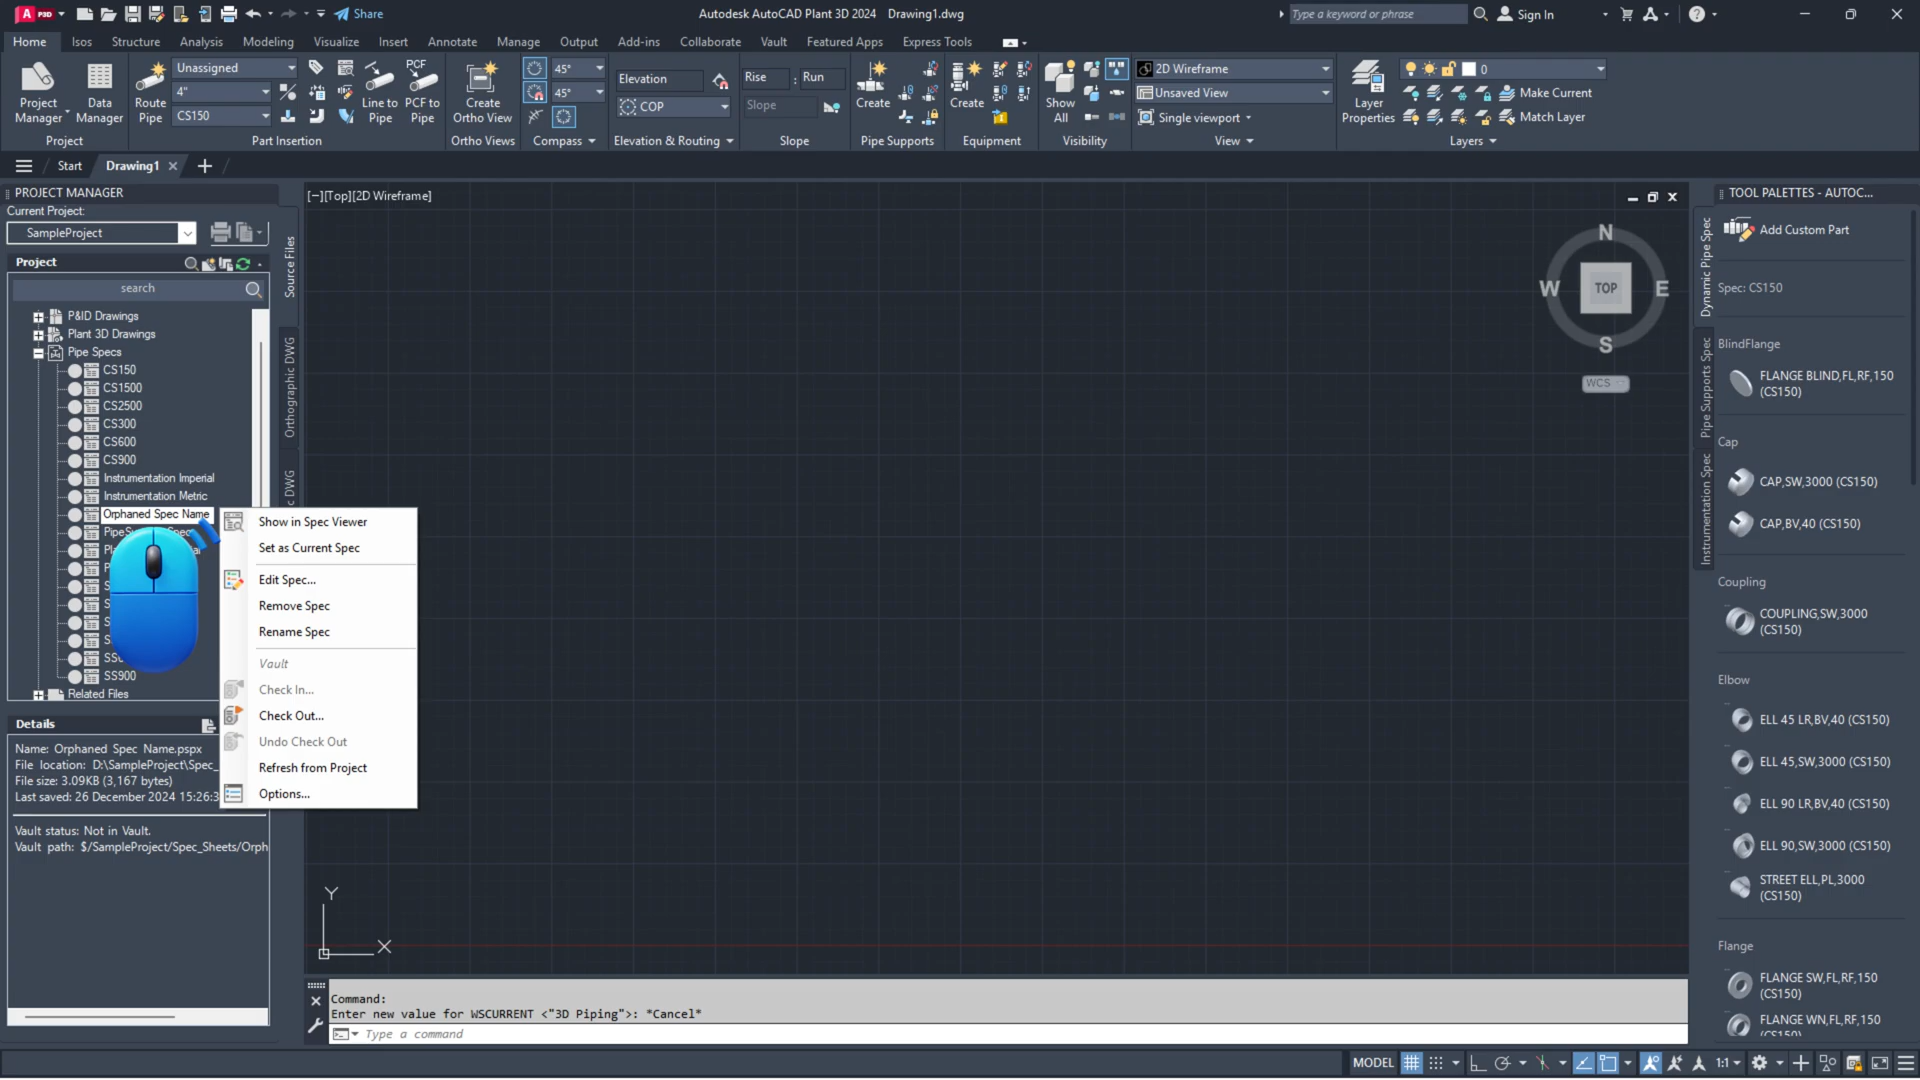 A P3D
Share
Autodesk AutoCAD Plant 3D 2024 Drawing1.dwg
Type a keyword or phrase
Sign In
Home Isos Structure Analysis Modeling Visualize Insert Annotate Manage Output Add-ins Collaborate Vault Featured Apps Express Tools
Project Manager
Data Manager
Project
Route Pipe
Unassigned
4"
CS150
Line to Pipe
PCF
PCF to Pipe
Part Insertion
Create Ortho View
Ortho Views
45°
45°
Compass
Elevation
COP
Elevation & Routing
Rise : Run
Slope
Slope
Create
Pipe Supports
Create
Equipment
Show All
Visibility
2D Wireframe
Unsaved View
Single viewport
View
Layer Properties
0
Make Current
Match Layer
Layers
Start
Drawing1
PROJECT MANAGER
Current Project:
SampleProject
Project
search
P&ID Drawings
Plant 3D Drawings
Pipe Specs
CS150
CS1500
CS2500
CS300
CS600
CS900
Instrumentation Imperial
Instrumentation Metric
Orphaned Spec Name
SS900
Related Files
Source Files
Orthographic DWG
DWG
Show in Spec Viewer
Set as Current Spec
Edit Spec...
Remove Spec
Rename Spec
Vault
Check In...
Check Out...
Undo Check Out
Refresh from Project
Options...
Details
Name: Orphaned Spec Name.pspx
File location: D:\SampleProject\Spec_
File size: 3.09KB (3,167 bytes)
Last saved: 26 December 2024 15:26:3
Vault status: Not in Vault.
Vault path: $/SampleProject/Spec_Sheets/Orph
[−][Top][2D Wireframe]
N
W
TOP
E
S
WCS
Y
X
Command:
Enter new value for WSCURRENT <"3D Piping">: *Cancel*
Type a command
TOOL PALETTES - AUTOC...
Dynamic Pipe Spec
Pipe Supports Spec
Instrumentation Spec
Add Custom Part
Spec: CS150
BlindFlange
FLANGE BLIND,FL,RF,150
(CS150)
Cap
CAP,SW,3000 (CS150)
CAP,BV,40 (CS150)
Coupling
COUPLING,SW,3000
(CS150)
Elbow
ELL 45 LR,BV,40 (CS150)
ELL 45,SW,3000 (CS150)
ELL 90 LR,BV,40 (CS150)
ELL 90,SW,3000 (CS150)
STREET ELL,PL,3000
(CS150)
Flange
FLANGE SW,FL,RF,150
(CS150)
FLANGE WN,FL,RF,150
(CS150)
MODEL
1:1